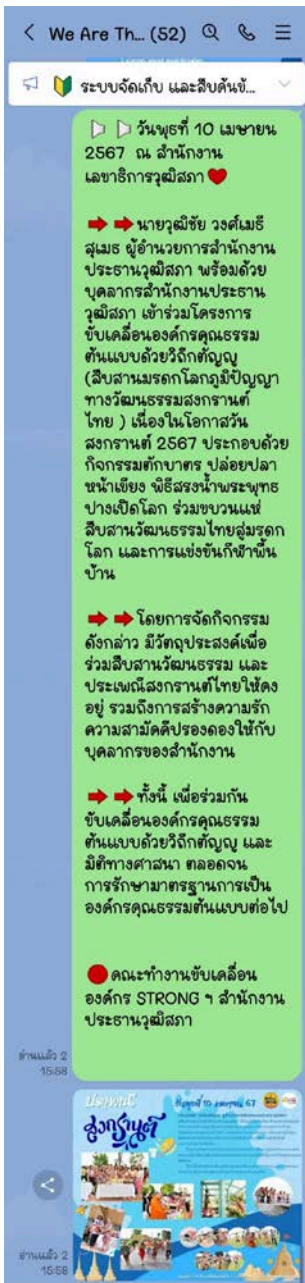 We Are Th... (52)
ระบบจัดเก็บ และสืบค้นข้...
วันพุธที่ 10 เมษายน
2567 ณ สำนักงาน
เลขาธิการวุฒิสภา
นายวุฒิชัย วงศ์เมธี
สุเมธ ผู้อำนวยการสำนักงาน
ประธานวุฒิสภา พร้อมด้วย
บุคลากรสำนักงานประธาน
วุฒิสภา เข้าร่วมโครงการ
ขับเคลื่อนองค์กรคุณธรรม
ต้นแบบด้วยวิถีกตัญญู
(สืบสานมรดกโลกภูมิปัญญา
ทางวัฒนธรรมสงกรานต์
ไทย ) เนื่องในโอกาสวัน
สงกรานต์ 2567 ประกอบด้วย
กิจกรรมตักบาตร ปล่อยปลา
หน้าเขียง พิธีสรงน้ำพระพุทธ
ปางเปิดโลก ร่วมขบวนแห่
สืบสานวัฒนธรรมไทยสู่มรดก
โลก และการแข่งขันกีฬาพื้น
บ้าน
โดยการจัดกิจกรรม
ดังกล่าว มีวัตถุประสงค์เพื่อ
ร่วมสืบสานวัฒนธรรม และ
ประเพณีสงกรานต์ไทยให้คง
อยู่ รวมถึงการสร้างความรัก
ความสามัคคีปรองดองให้กับ
บุคลากรของสำนักงาน
ทั้งนี้ เพื่อร่วมกัน
ขับเคลื่อนองค์กรคุณธรรม
ต้นแบบด้วยวิถีกตัญญู และ
มิติทางศาสนา ตลอดจน
การรักษามาตรฐานการเป็น
องค์กรคุณธรรมต้นแบบต่อไป
คณะทำงานขับเคลื่อน
องค์กร STRONG ฯ สำนักงาน
ประธานวุฒิสภา
อ่านแล้ว 2
15:58
ประเพณี
สงกรานต์
วันพุธที่ 10 เมษายน 67
อ่านแล้ว 2
15:58